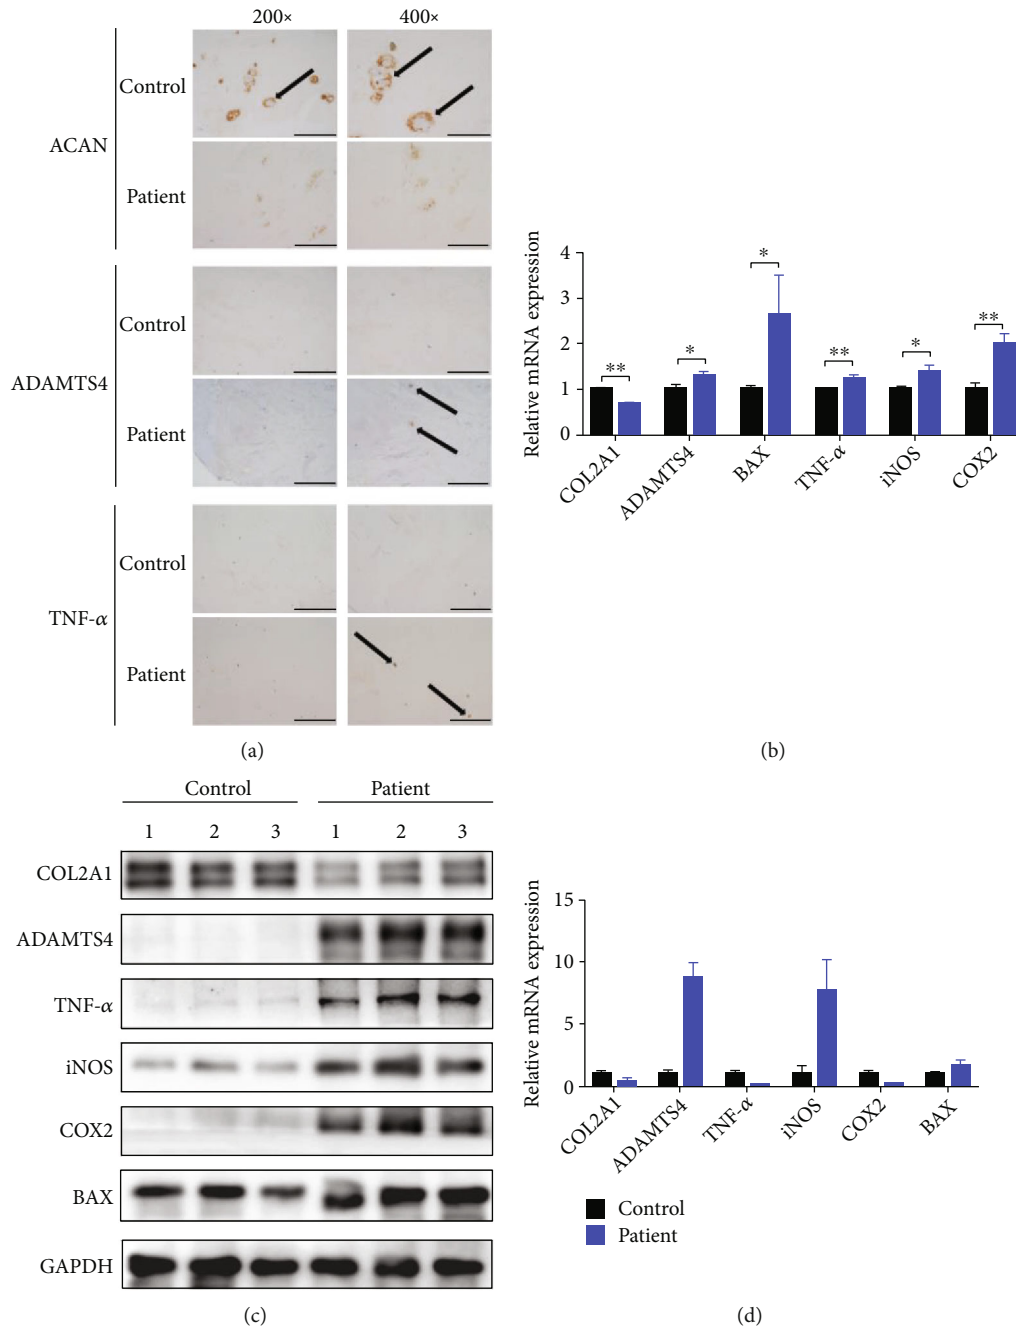 200× 400×
ACAN
Control
Patient
ADAMTS4
Control
Patient
TNF-α
Control
Patient
(a)
Relative mRNA expression
4
3
2
1
0
** * * ** * **
COL2A1 ADAMTS4 BAX TNF-α iNOS COX2
(b)
Control Patient
1 2 3 1 2 3
COL2A1
ADAMTS4
TNF-α
iNOS
COX2
BAX
GAPDH
(c)
Relative mRNA expression
15
10
5
0
COL2A1 ADAMTS4 TNF-α iNOS COX2 BAX
Control
Patient
(d)